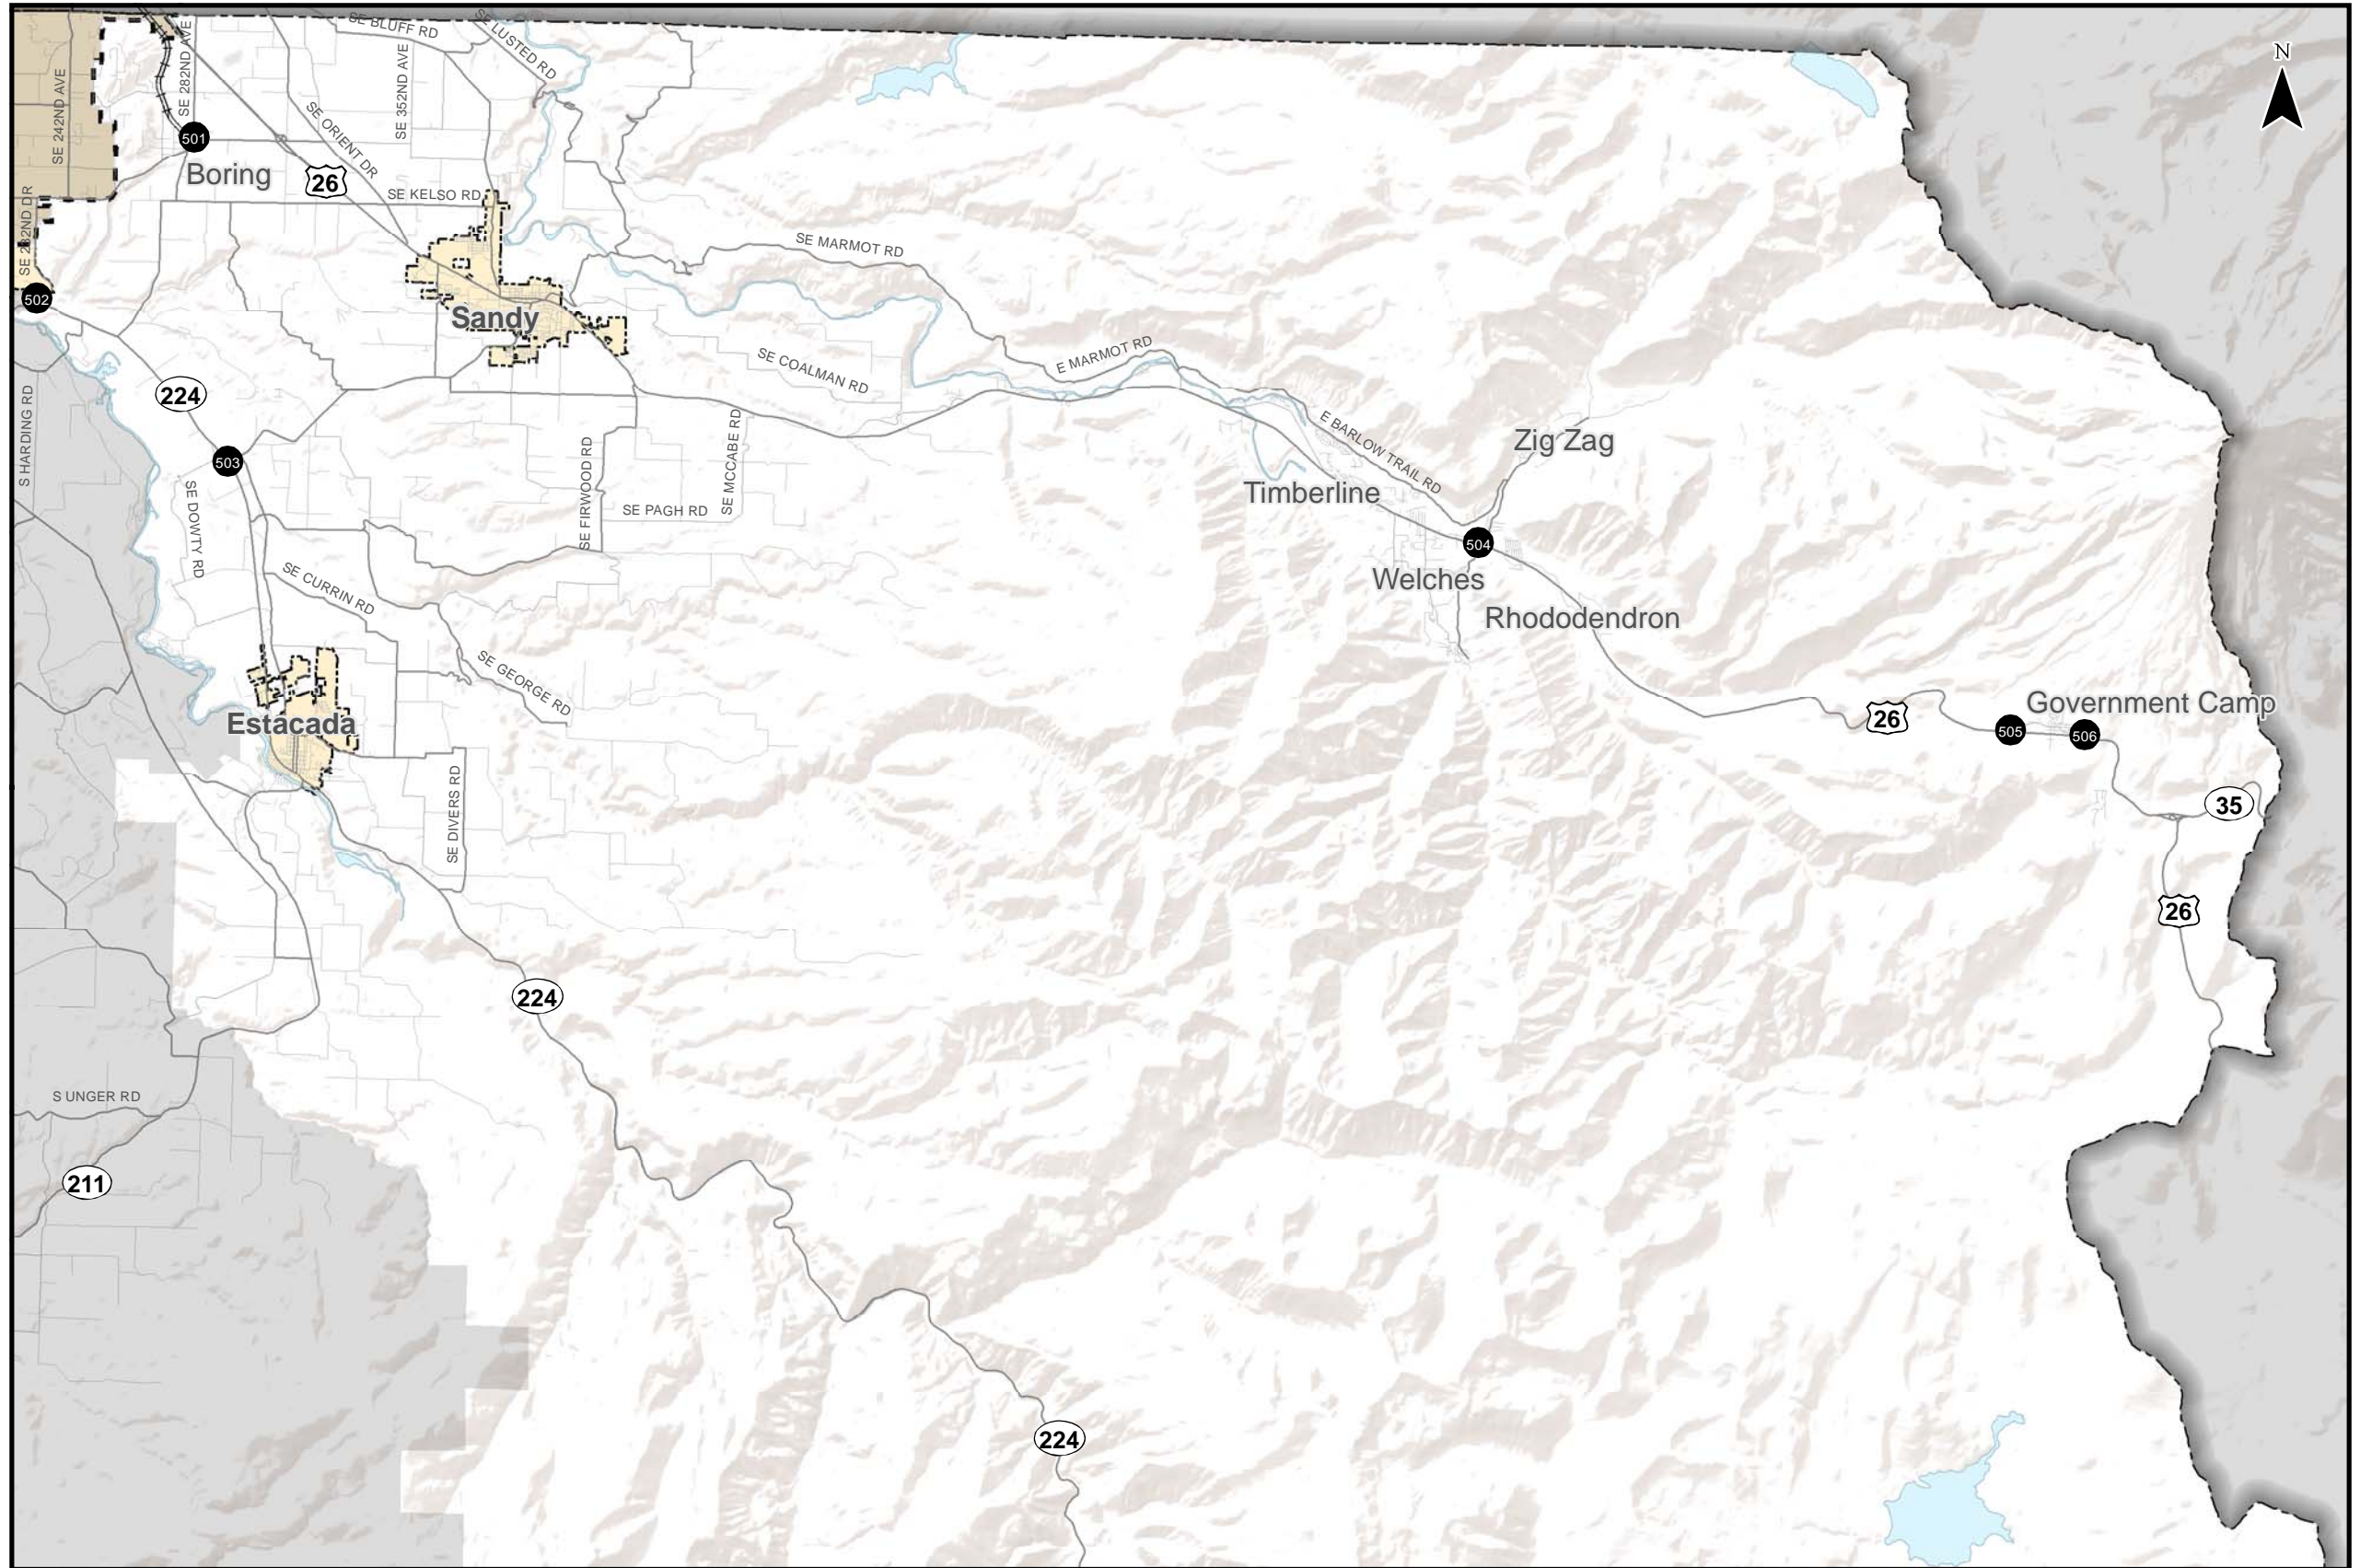 SE BLUFF RD
SE LUSTED RD
SE 282ND AVE
SE 352ND AVE
N
SE 242ND AVE
SE ORIENT DR
501
Boring
26
SE KELSO RD
SE 232ND DR
SE MARMOT RD
502
Sandy
SE COALMAN RD
E MARMOT RD
224
S HARDING RD
503
SE FIRWOOD RD
SE MCCABE RD
E BARLOW TRAIL RD
Zig Zag
Timberline
SE DOWTY RD
SE PAGH RD
504
SE CURRIN RD
Welches
Rhododendron
SE GEORGE RD
Estacada
Government Camp
26
505
506
SE DIVERS RD
35
26
224
S UNGER RD
211
224